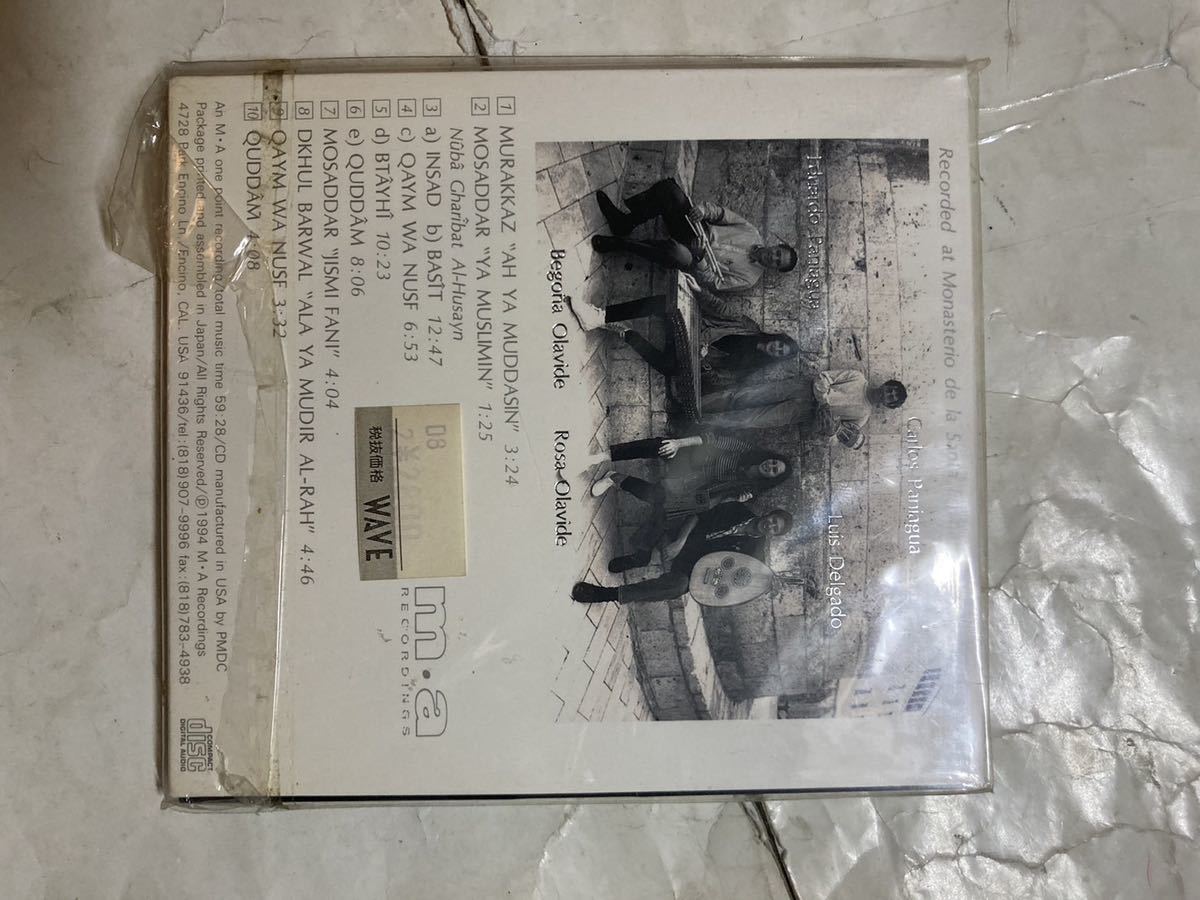 Recorded at Monasterio de la
Eduardo Paniagua
Carlos Paniagua
Luis Delgado
Begoña Olavide
Rosa Olavide
1 MURAKKAZ “AH YA MUDDASIN” 3:24
2 MOSADDAR “YA MUSLIMIN” 1:25
Nûbâ Charîbat Al-Husayn
3 a) INSAD b) BASÎT 12:47
4 c) QAYM WA NUSF 6:53
5 d) BTÂYHÎ 10:23
6 e) QUDDÂM 8:06
7 MOSADDAR “JISMI FANI” 4:04
8 DKHUL BARWAL “ALA YA MUDIR AL-RAH” 4:46
9 QAYM WA NUSF 3:32
10 QUDDÂM 4:08
08
税抜価格 WAVE
m·a
RECORDINGS
An M·A one point recording/total music time 59:28/CD manufactured in USA by PMDC
Package printed and assembled in Japan/All Rights Reserved/℗1994 M·A Recordings
4728 Park Encino Ln./Encino, CAL. USA 91436/tel:(818)907-9996 fax:(818)783-4938
COMPACT
disc
DIGITAL AUDIO